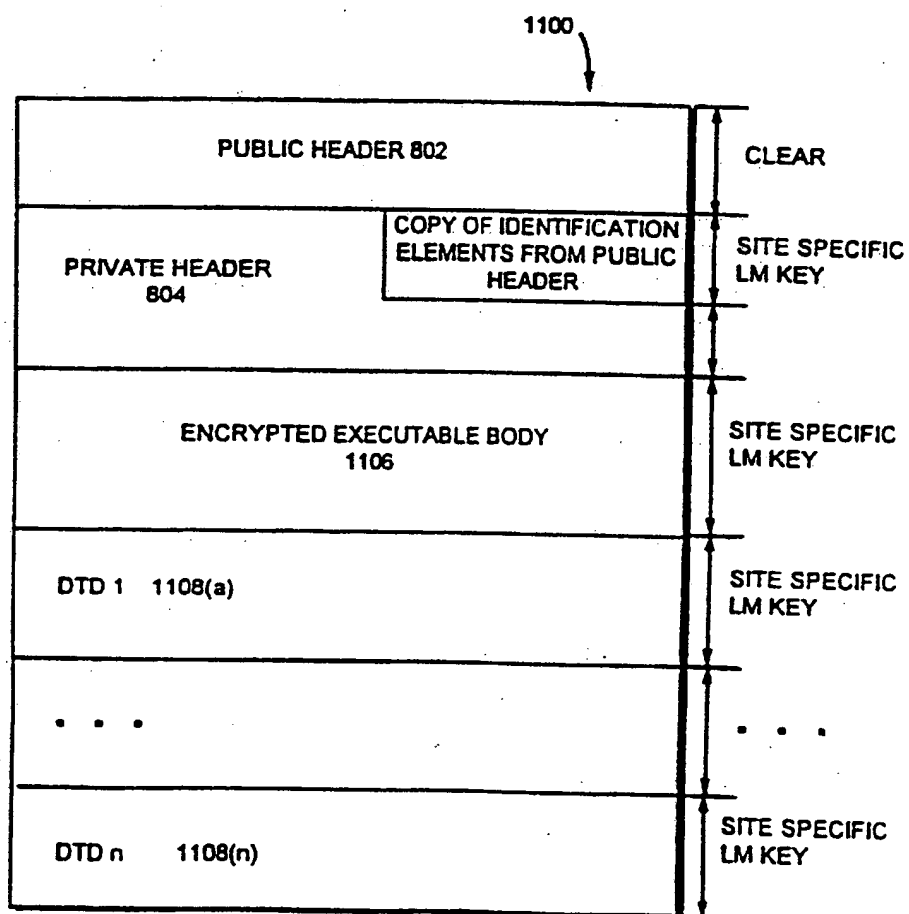 1100
PUBLIC HEADER 802
CLEAR
COPY OF IDENTIFICATION
ELEMENTS FROM PUBLIC
HEADER
PRIVATE HEADER
804
SITE SPECIFIC
LM KEY
ENCRYPTED EXECUTABLE BODY
1106
SITE SPECIFIC
LM KEY
DTD 1 1108(a)
SITE SPECIFIC
LM KEY
• • •
• • •
DTD n 1108(n)
SITE SPECIFIC
LM KEY